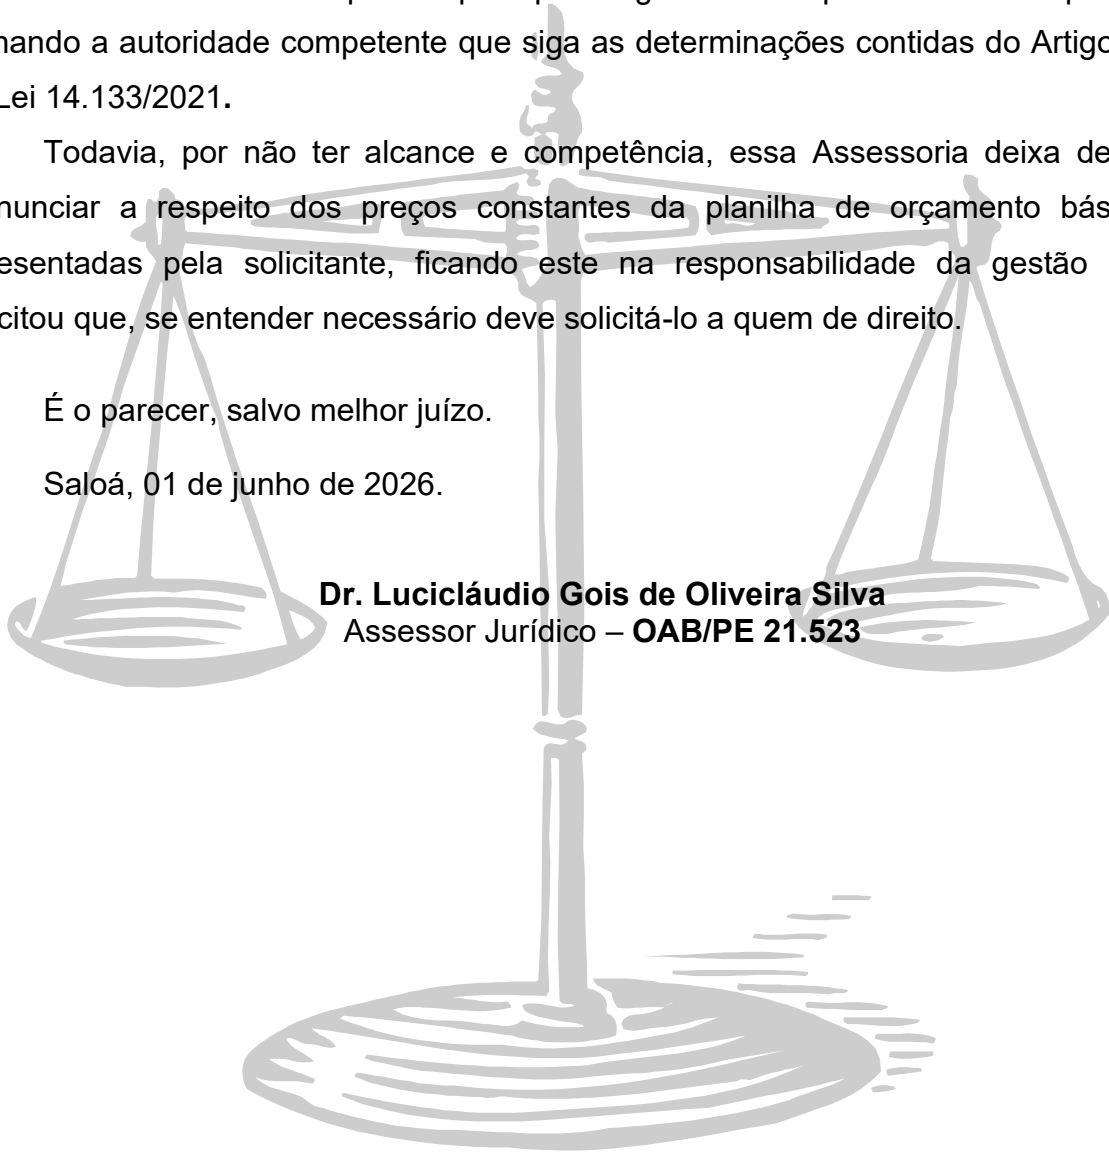 nando a autoridade competente que siga as determinações contidas do Artigo
Lei 14.133/2021.
Todavia, por não ter alcance e competência, essa Assessoria deixa de
nunciar a respeito dos preços constantes da planilha de orçamento bás
esentadas pela solicitante, ficando este na responsabilidade da gestão
citou que, se entender necessário deve solicitá-lo a quem de direito.
É o parecer, salvo melhor juízo.
Saloá, 01 de junho de 2026.
Dr. Lucicláudio Gois de Oliveira Silva
Assessor Jurídico – OAB/PE 21.523